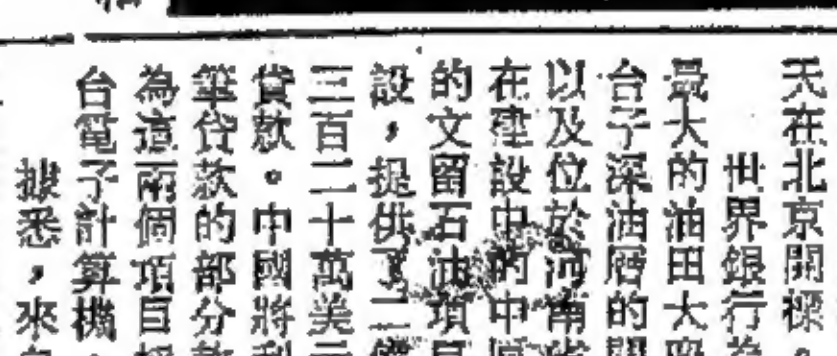 天在北京開標。
世界銀行為
最大的油田大
台子深油層的開
以及位於河南省
在建設中的中
的文留石油項目
設，提供了二億
三百二十萬美元
貸款。中國將利
筆貸款的部分款
為這兩個項目採
台電子計算機，
據悉，來